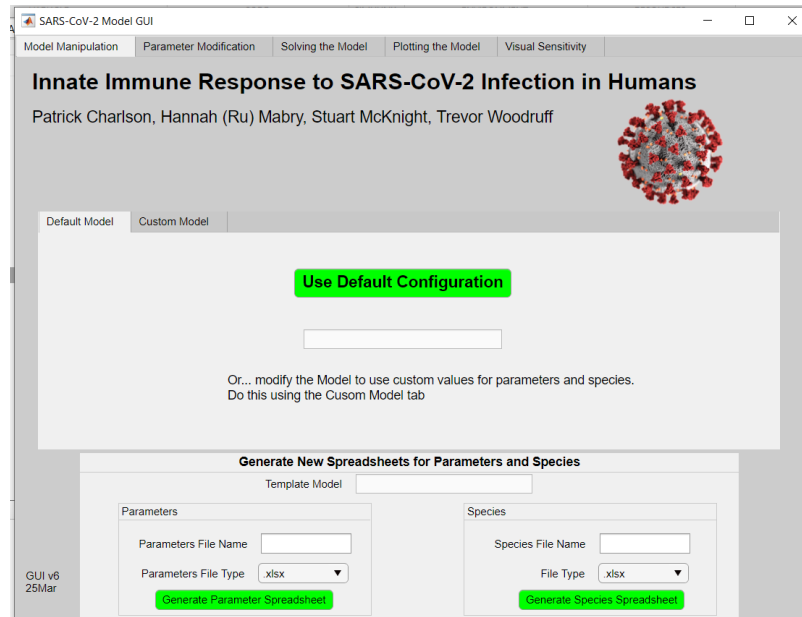 SARS-CoV-2 Model GUI
Model Manipulation Parameter Modification Solving the Model Plotting the Model Visual Sensitivity
Innate Immune Response to SARS-CoV-2 Infection in Humans
Patrick Charlson, Hannah (Ru) Mabry, Stuart McKnight, Trevor Woodruff
Default Model Custom Model
Use Default Configuration
Or... modify the Model to use custom values for parameters and species.
Do this using the Cusom Model tab
Generate New Spreadsheets for Parameters and Species
Template Model
Parameters Species
Parameters File Name Species File Name
Parameters File Type .xlsx File Type .xlsx
Generate Parameter Spreadsheet Generate Species Spreadsheet
GUI v6
25Mar